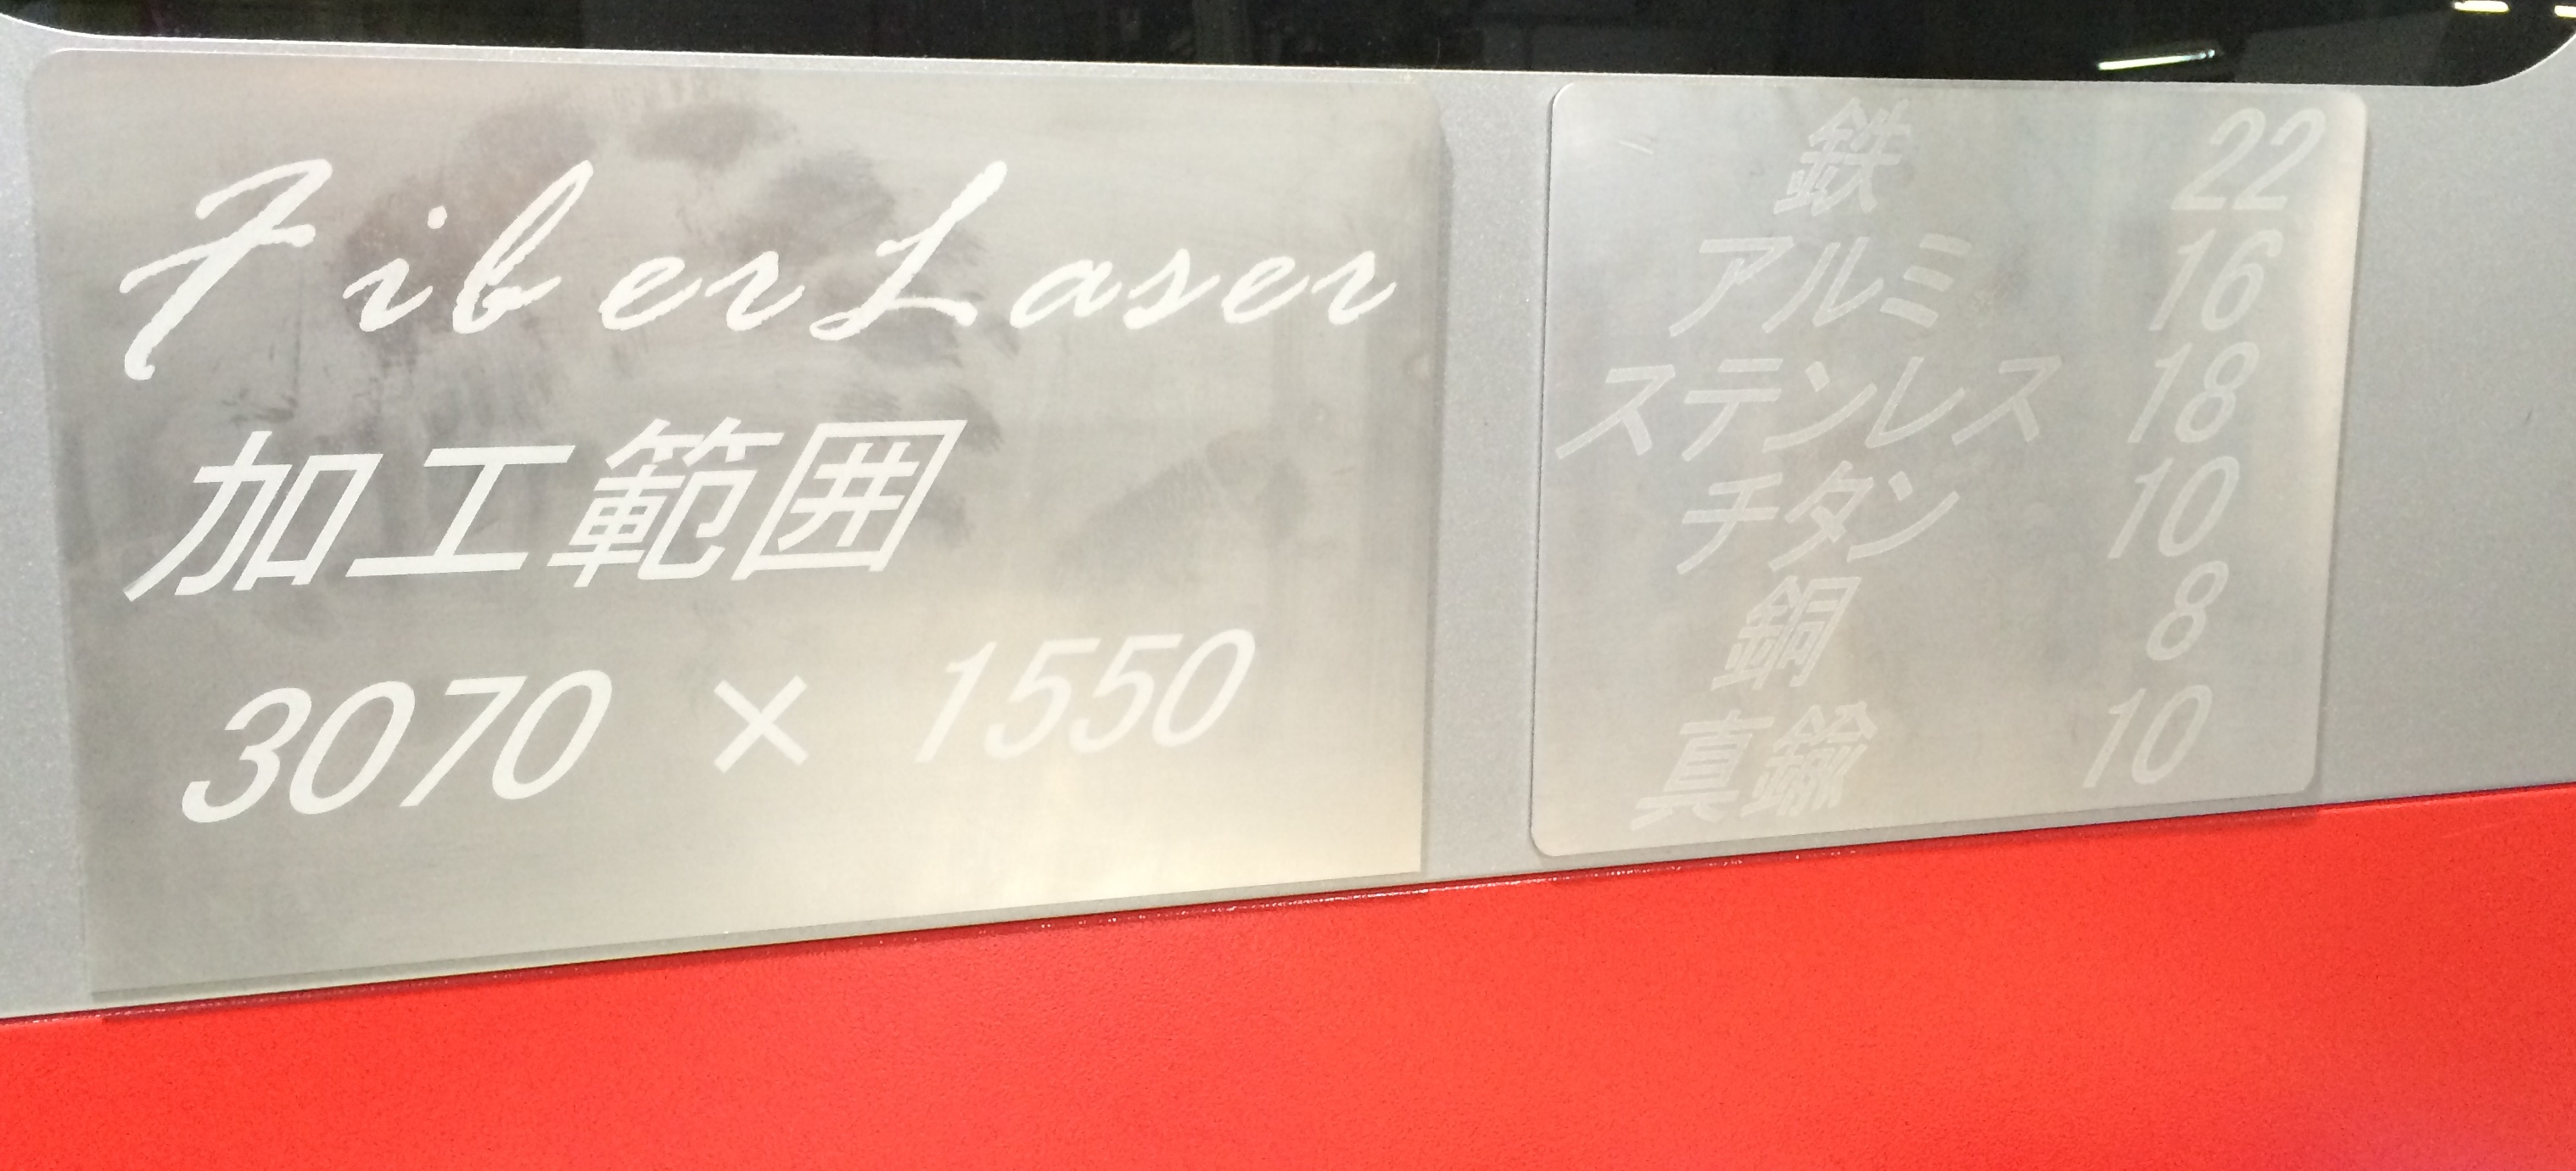 Fiber Laser
加工範囲
3070 × 1550
鉄 22
アルミ 16
ステンレス 18
チタン 10
銅 8
真鍮 10